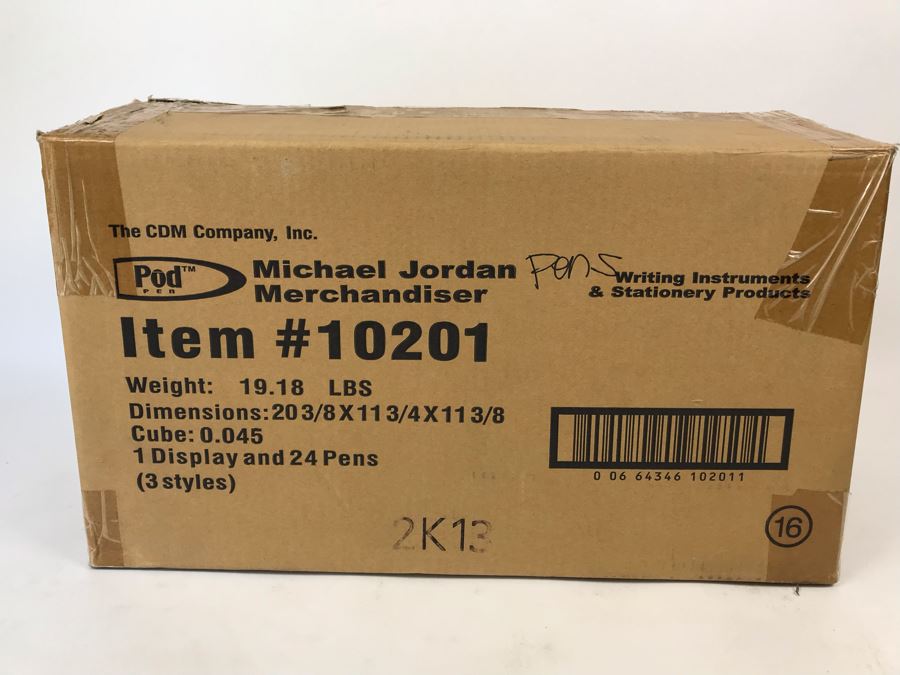 The CDM Company, Inc.
Pod™
PEN
Michael Jordan
Merchandiser
Pens
Writing Instruments
& Stationery Products
Item #10201
Weight: 19.18 LBS
Dimensions: 20 3/8 X 11 3/4 X 11 3/8
Cube: 0.045
1 Display and 24 Pens
(3 styles)
0 06 64346 102011
2K13
16